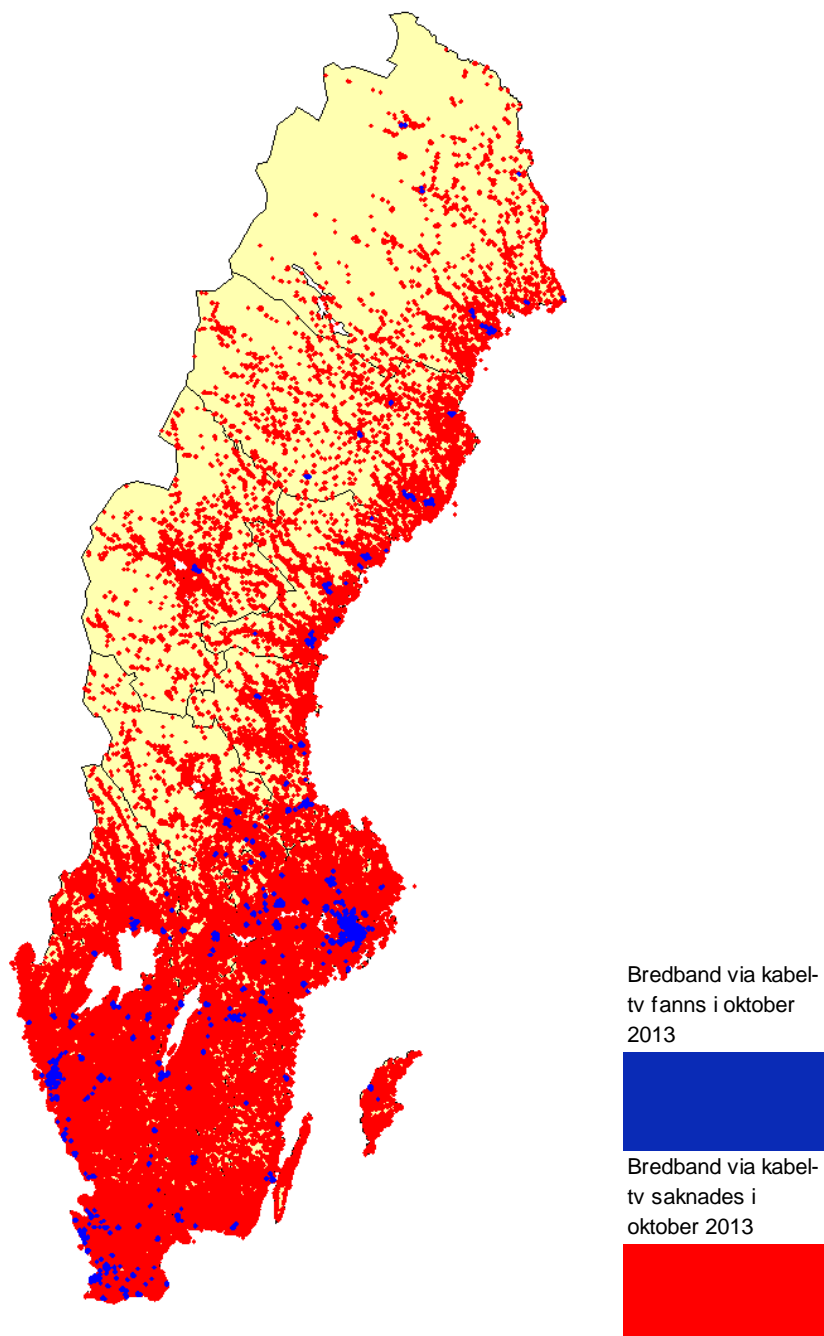 Bredband via kabel-
tv fanns i oktober
2013
Bredband via kabel-
tv saknades i
oktober 2013